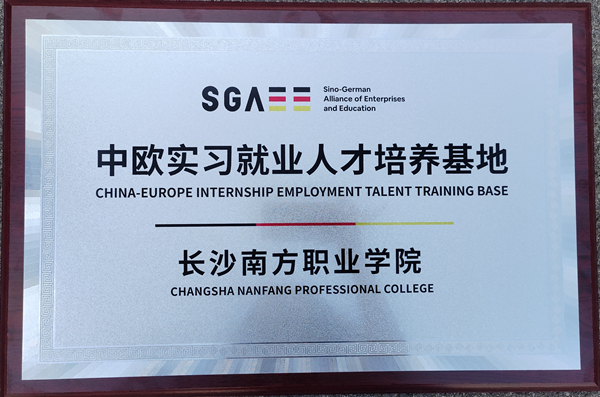 SGAEE
Sino-German
Alliance of Enterprises
and Education
中欧实习就业人才培养基地
CHINA-EUROPE INTERNSHIP EMPLOYMENT TALENT TRAINING BASE
长沙南方职业学院
CHANGSHA NANFANG PROFESSIONAL COLLEGE